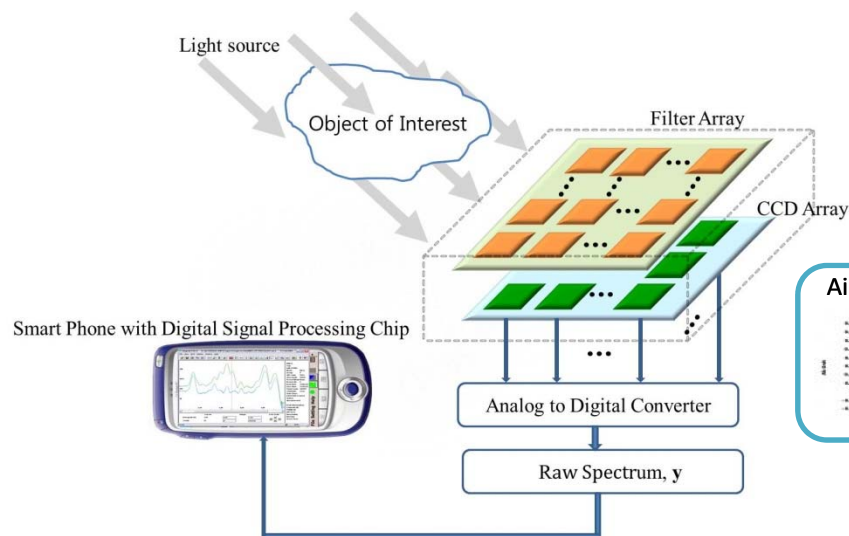 Light source
Object of Interest
Filter Array
CCD Array
Ai
Smart Phone with Digital Signal Processing Chip
Analog to Digital Converter
Raw Spectrum, y